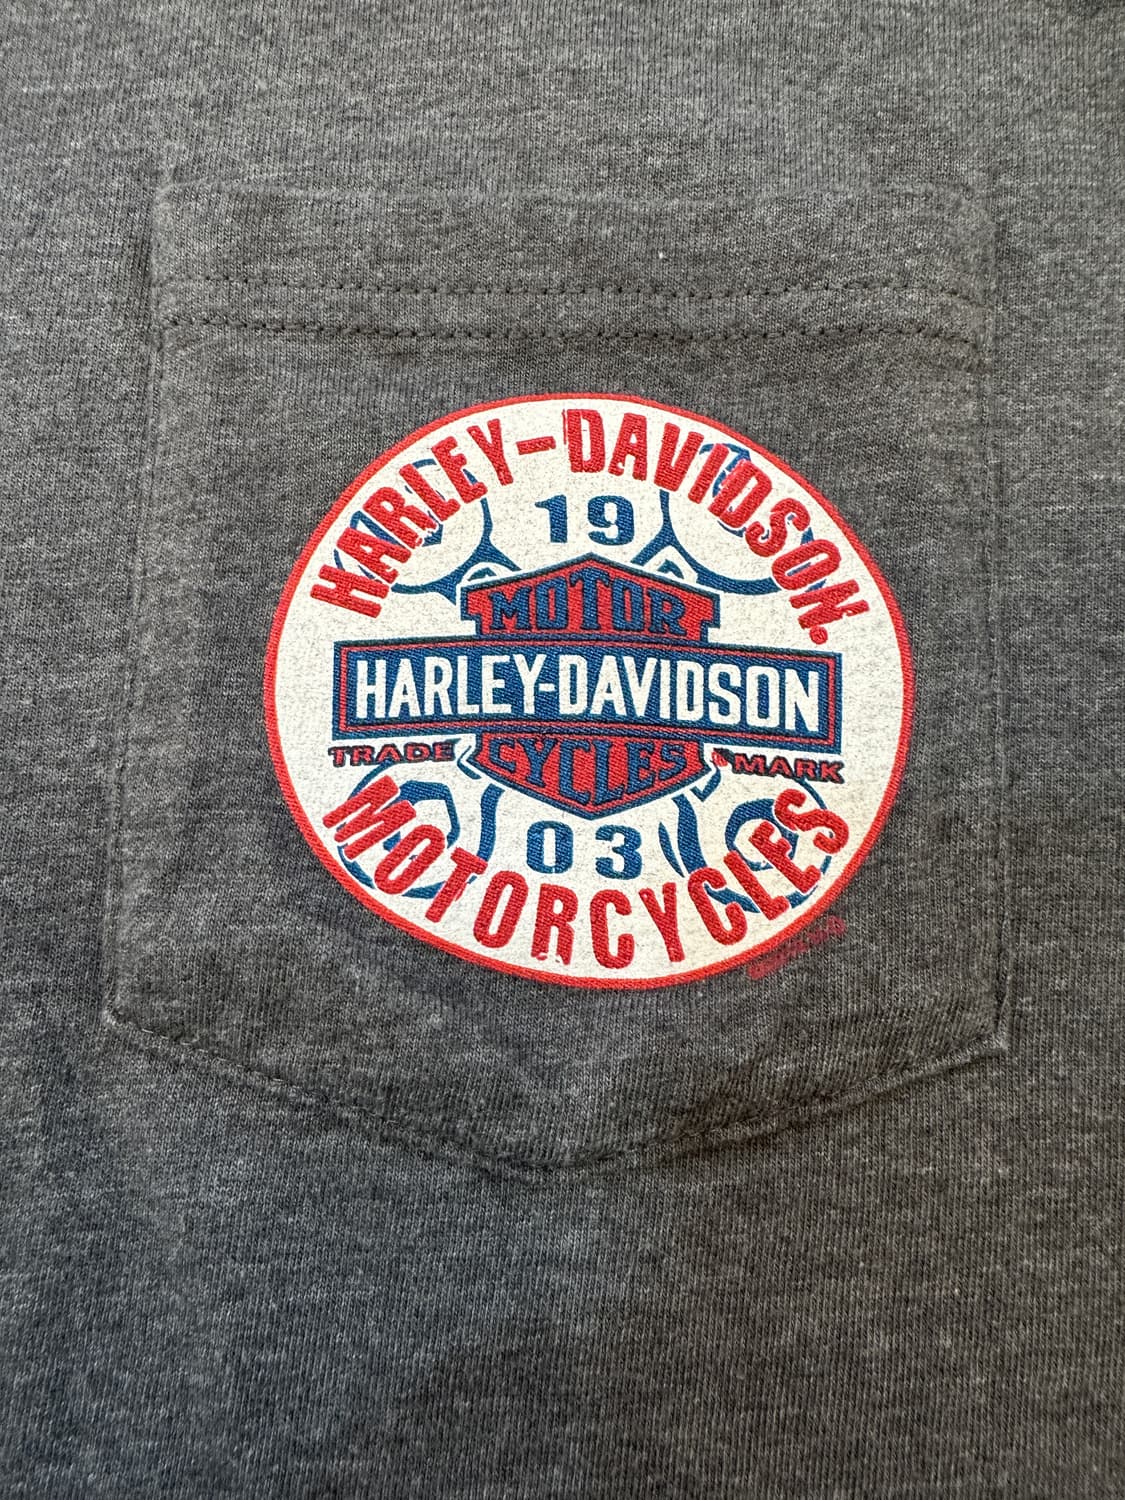 HARLEY-DAVIDSON.
19
MOTOR
HARLEY-DAVIDSON
CYCLES
TRADE MARK
03
MOTORCYCLES